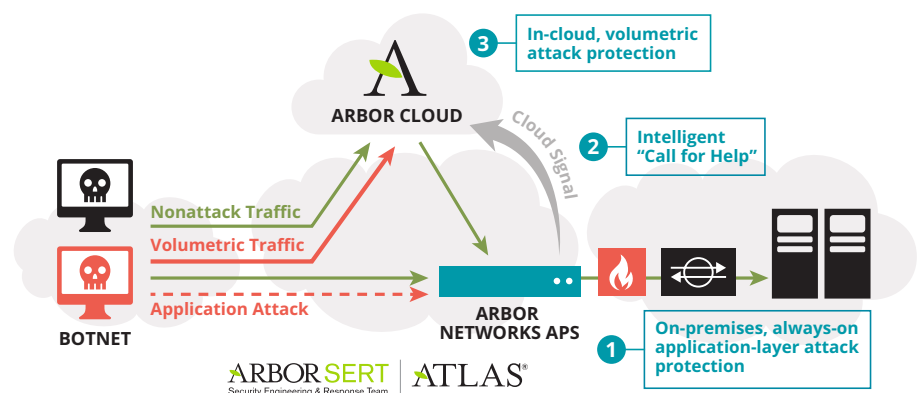 3
In-cloud, volumetric
attack protection
ARBOR CLOUD
Cloud Signal
2
Intelligent
“Call for Help”
Nonattack Traffic
Volumetric Traffic
Application Attack
BOTNET
ARBOR
NETWORKS APS
1
On-premises, always-on
application-layer attack
protection
ARBOR SERT
Security Engineering & Response Team
ATLAS®